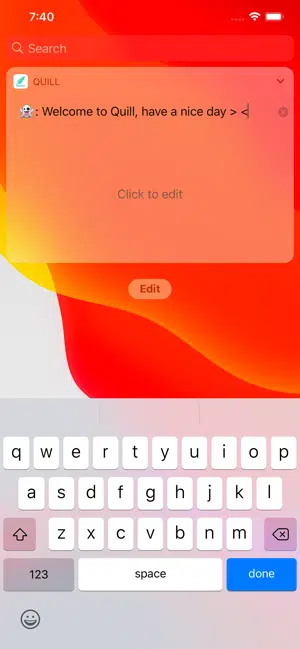 7:40
Search
QUILL
👻: Welcome to Quill, have a nice day > <
Click to edit
Edit
q w e r t y u i o p
a s d f g h j k l
z x c v b n m
123 space done